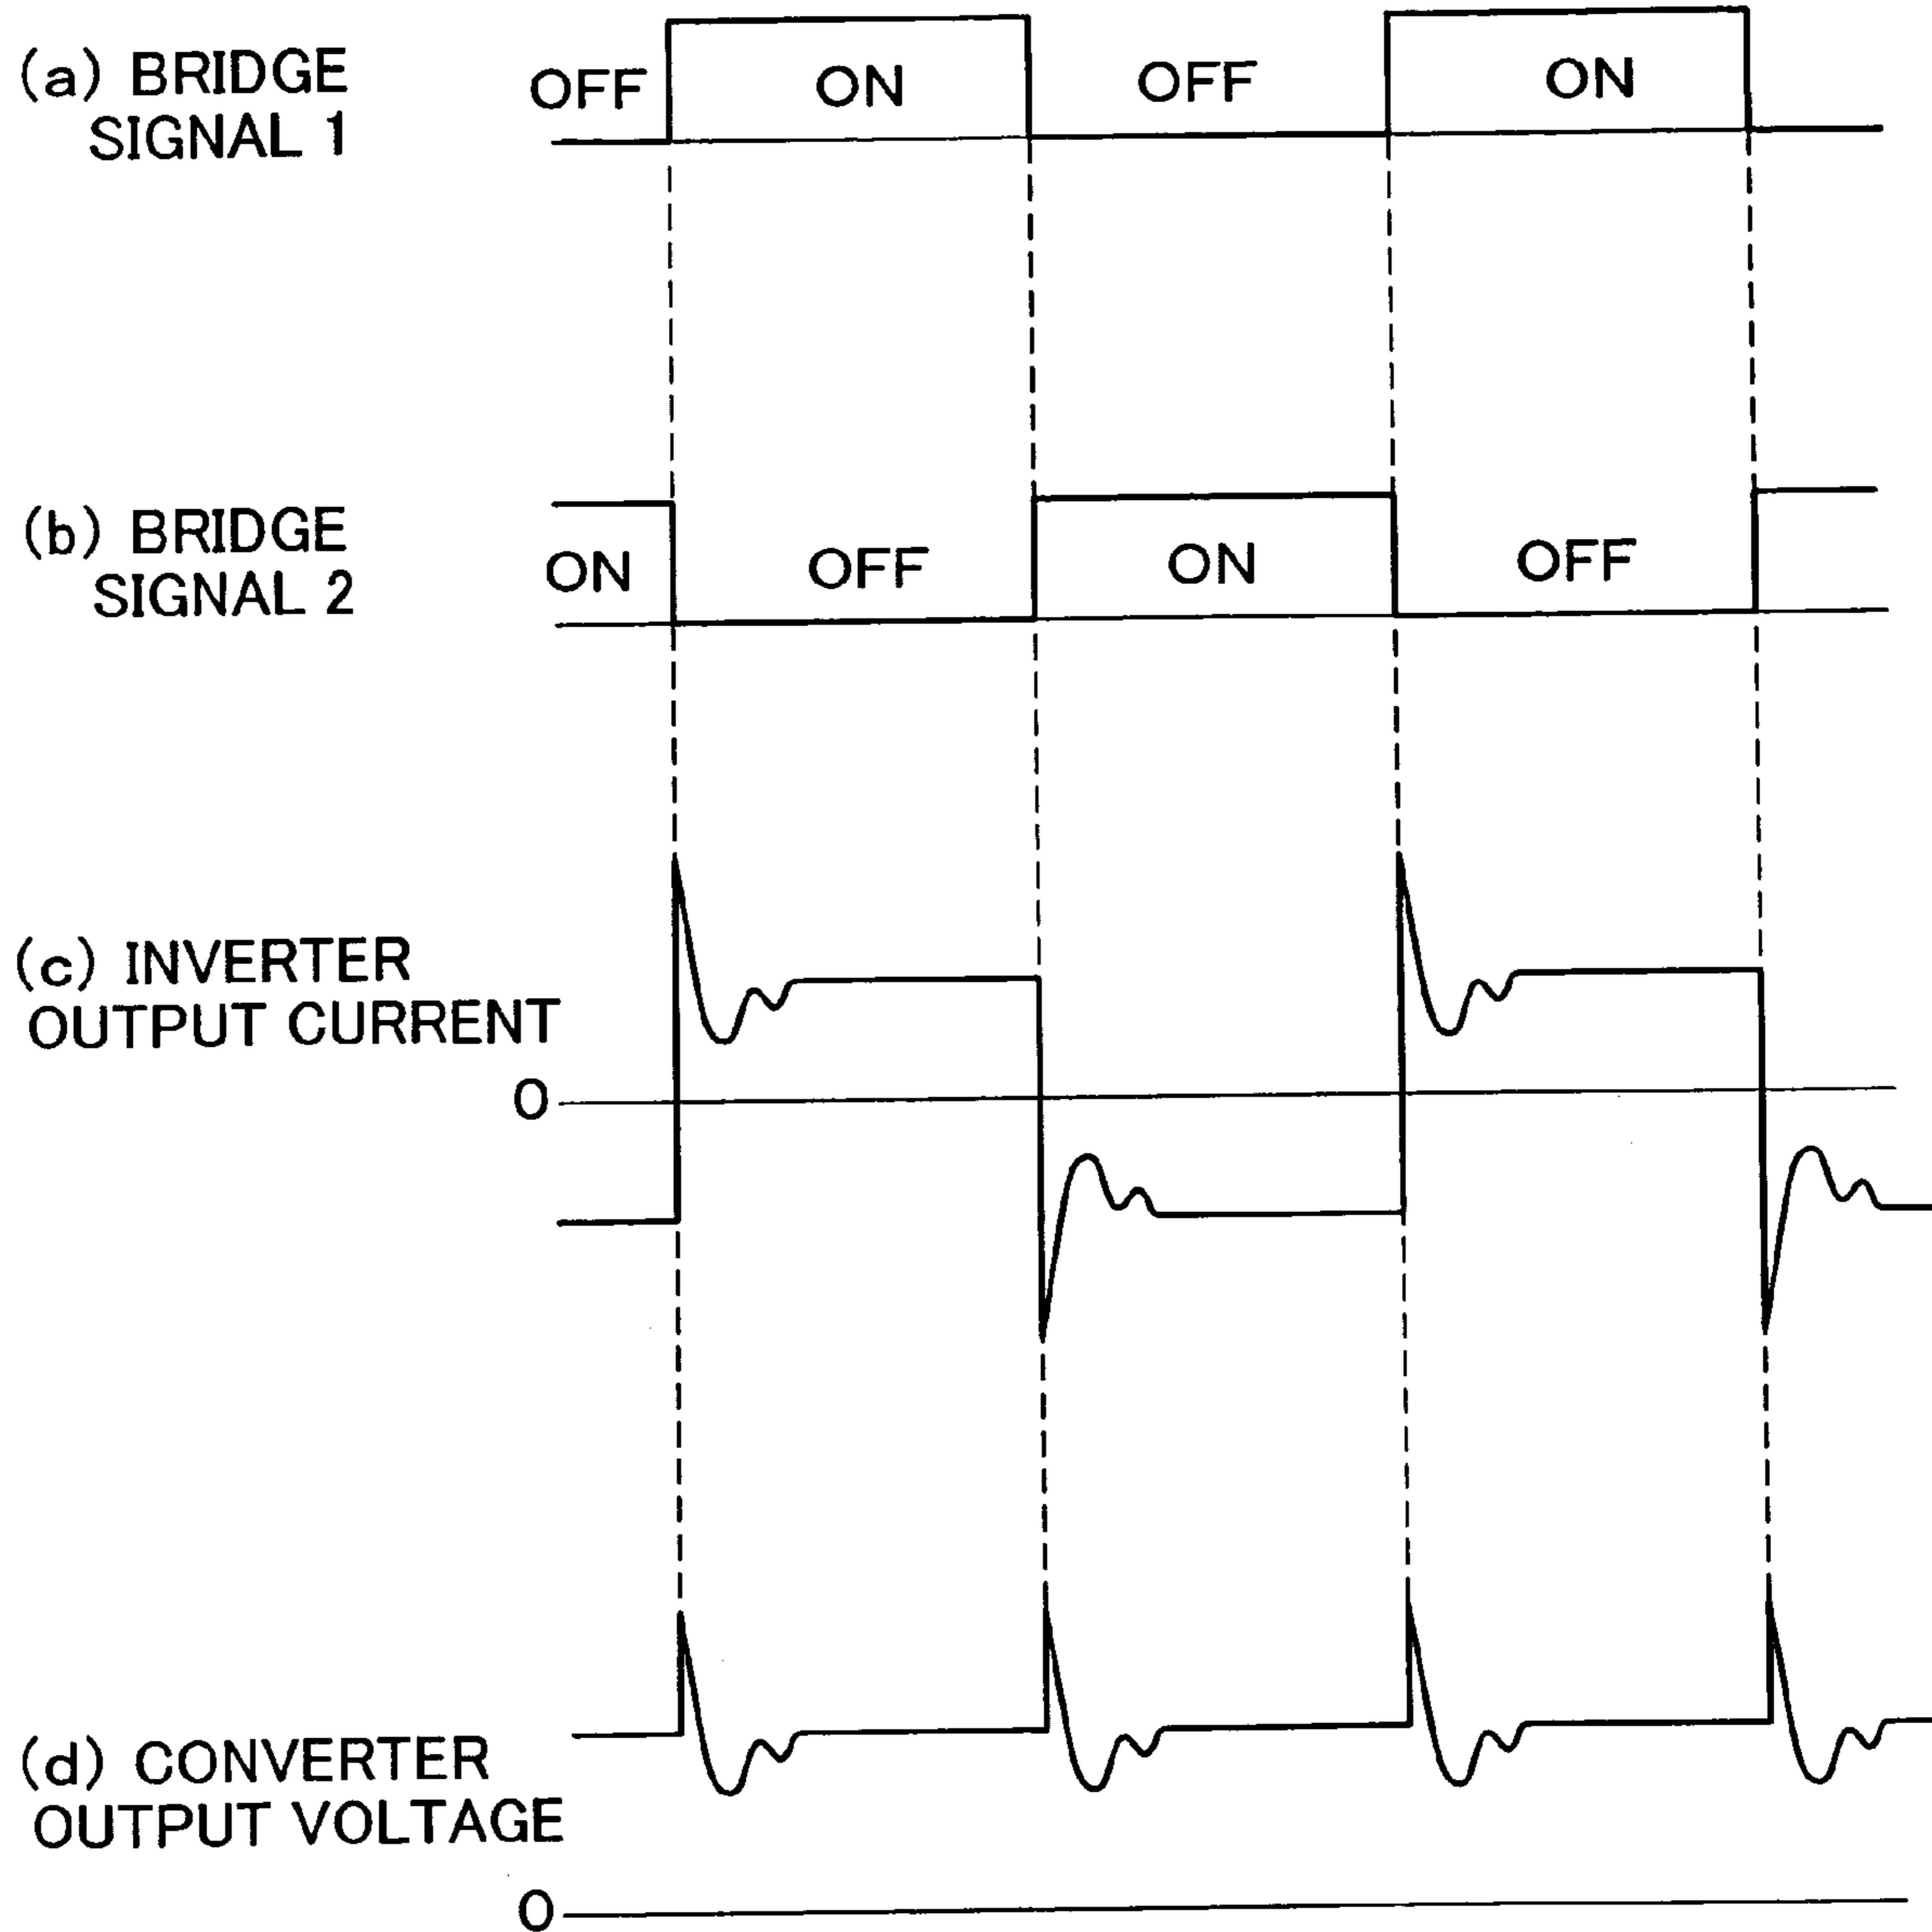 (a) BRIDGE
SIGNAL 1
OFF
ON
OFF
ON
(b) BRIDGE
SIGNAL 2
ON
OFF
ON
OFF
(c) INVERTER
OUTPUT CURRENT
0
(d) CONVERTER
OUTPUT VOLTAGE
0